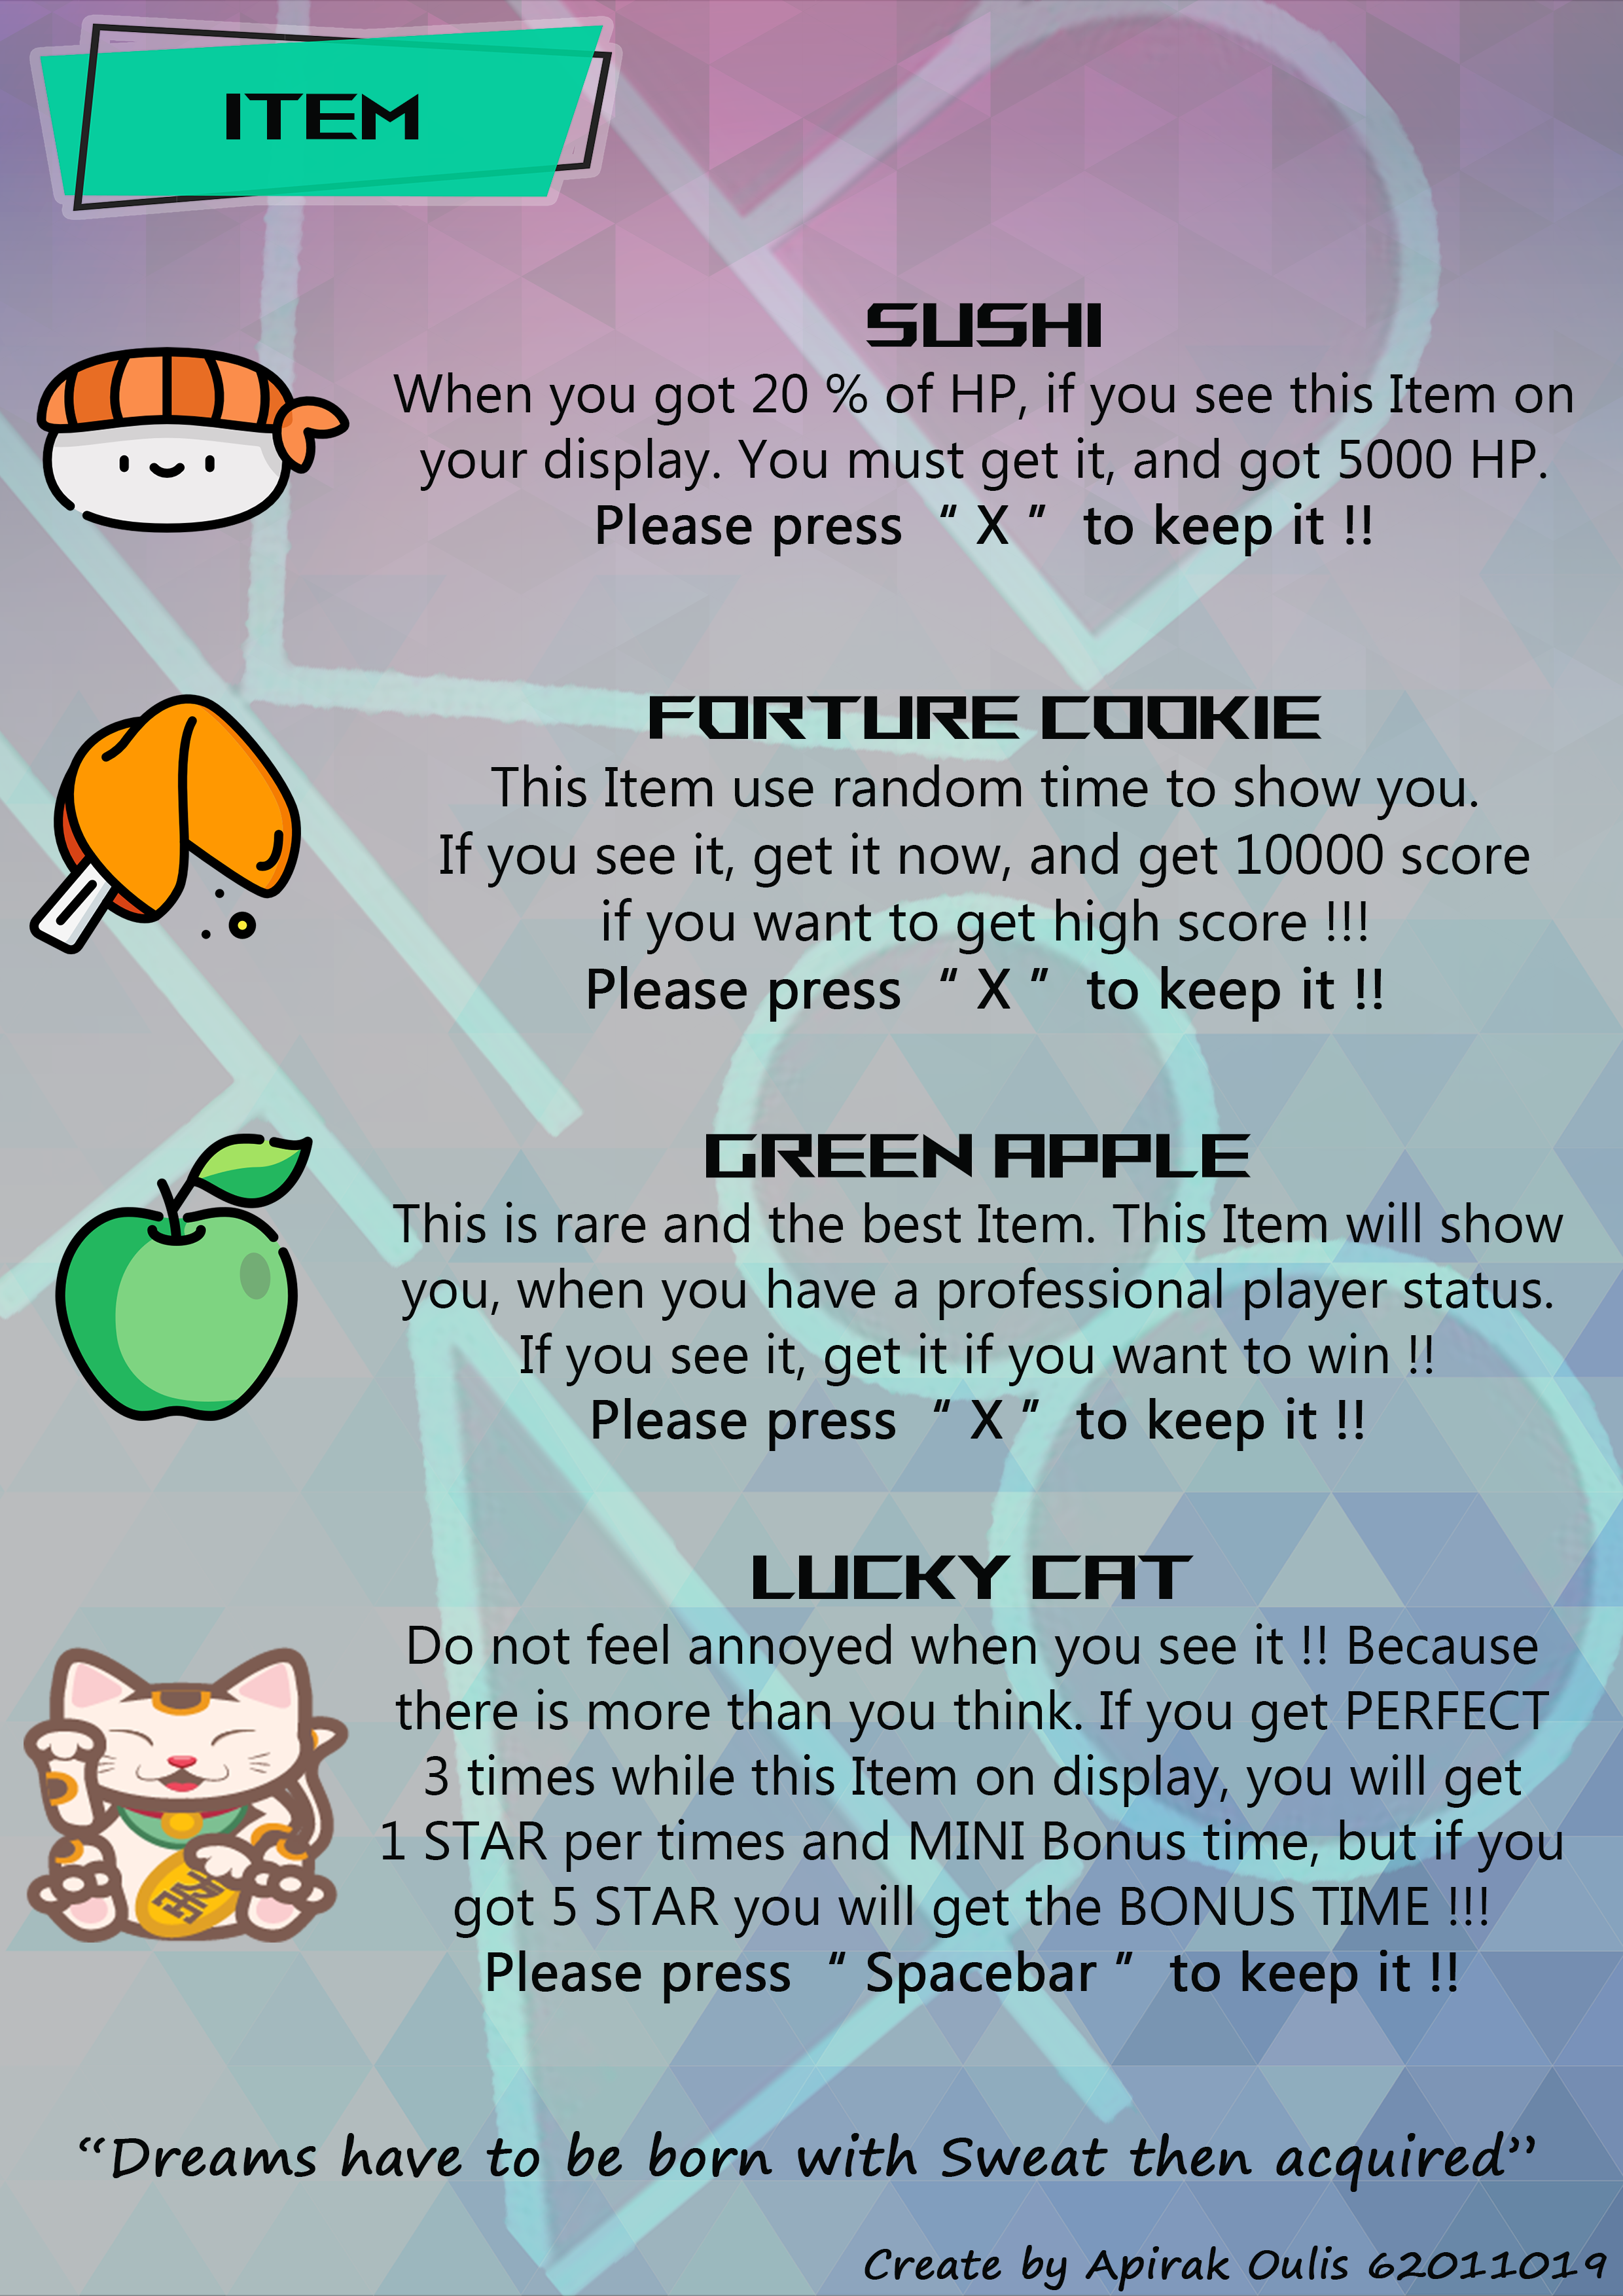 ITEM
SUSHI
When you got 20 % of HP, if you see this Item on
your display. You must get it, and got 5000 HP.
Please press “ X ” to keep it !!
FORTURE COOKIE
This Item use random time to show you.
If you see it, get it now, and get 10000 score
if you want to get high score !!!
Please press “ X ” to keep it !!
GREEN APPLE
This is rare and the best Item. This Item will show
you, when you have a professional player status.
If you see it, get it if you want to win !!
Please press “ X ” to keep it !!
LUCKY CAT
Do not feel annoyed when you see it !! Because
there is more than you think. If you get PERFECT
3 times while this Item on display, you will get
1 STAR per times and MINI Bonus time, but if you
got 5 STAR you will get the BONUS TIME !!!
Please press “ Spacebar ” to keep it !!
“Dreams have to be born with Sweat then acquired”
Create by Apirak Oulis 62011019